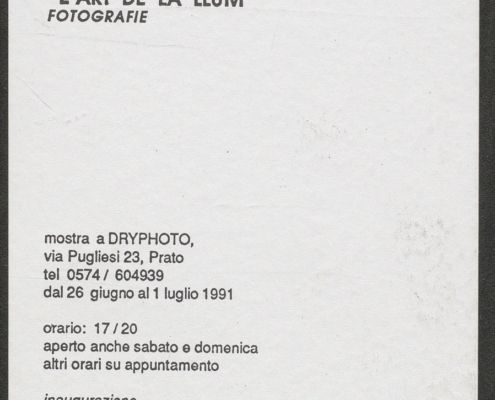 L'ART DE LA LLUM
FOTOGRAFIE
mostra a DRYPHOTO,
via Pugliesi 23, Prato
tel 0574 / 604939
dal 26 giugno al 1 luglio 1991
orario: 17 / 20
aperto anche sabato e domenica
altri orari su appuntamento
inaugurazione